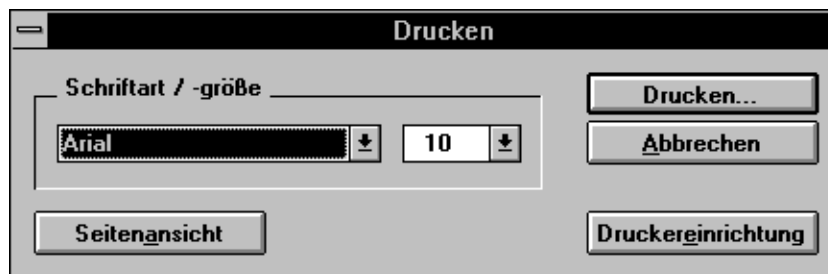 Drucken
Schriftart / -größe
Drucken...
Arial
10
Abbrechen
Seitenansicht
Druckereinrichtung